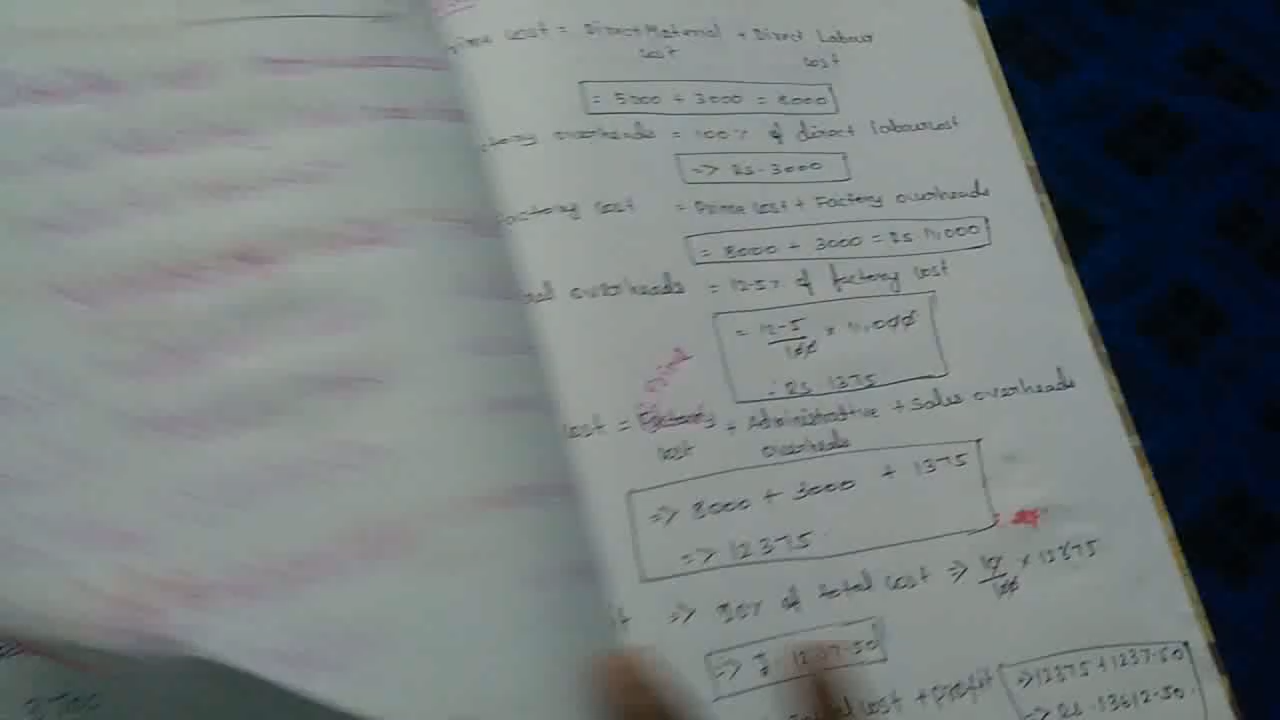 cost = Direct Material + Direct Labour
cost cost
= 5000 + 3000 = 8000
overheads = 100% of direct labour cost
=> Rs. 3000
Factory cost = Prime cost + Factory overheads
= 8000 + 3000 = Rs 11,000
overheads = 12.5% of factory cost
= 12.5/100 × 11,000
: Rs 1375
cost = Factory + Administrative + Sales overheads
cost overheads
=> 8000 + 3000 + 1375
=> 12375
=> 10% of total cost => 10/100 × 12375
=> 1237.50
cost + Profit => 12375 + 1237.50
=> Rs. 13612.50